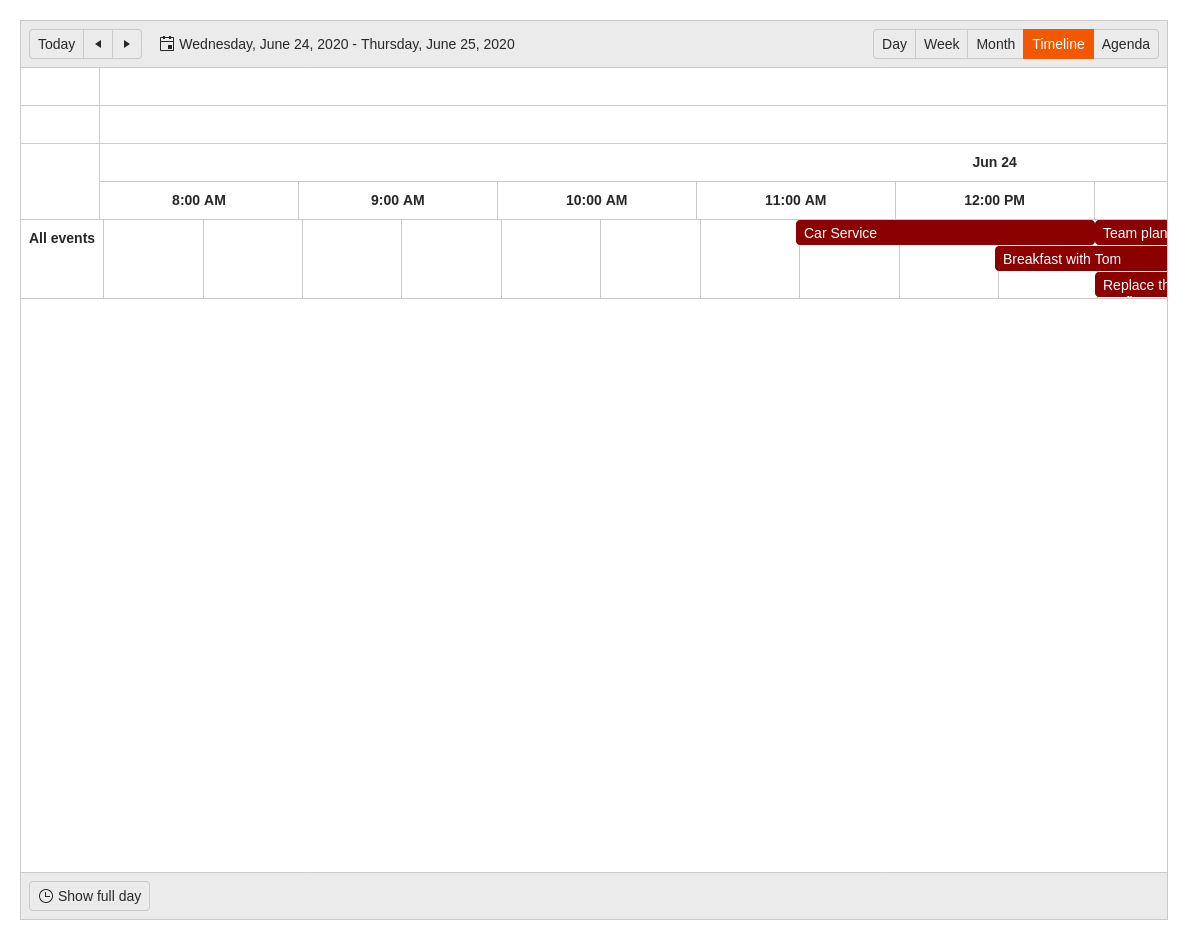 Today
Wednesday, June 24, 2020 - Thursday, June 25, 2020
Day Week Month Timeline Agenda
Jun 24
8:00 AM 9:00 AM 10:00 AM 11:00 AM 12:00 PM
All events
Car Service Team plan
Breakfast with Tom
Replace
Show full day